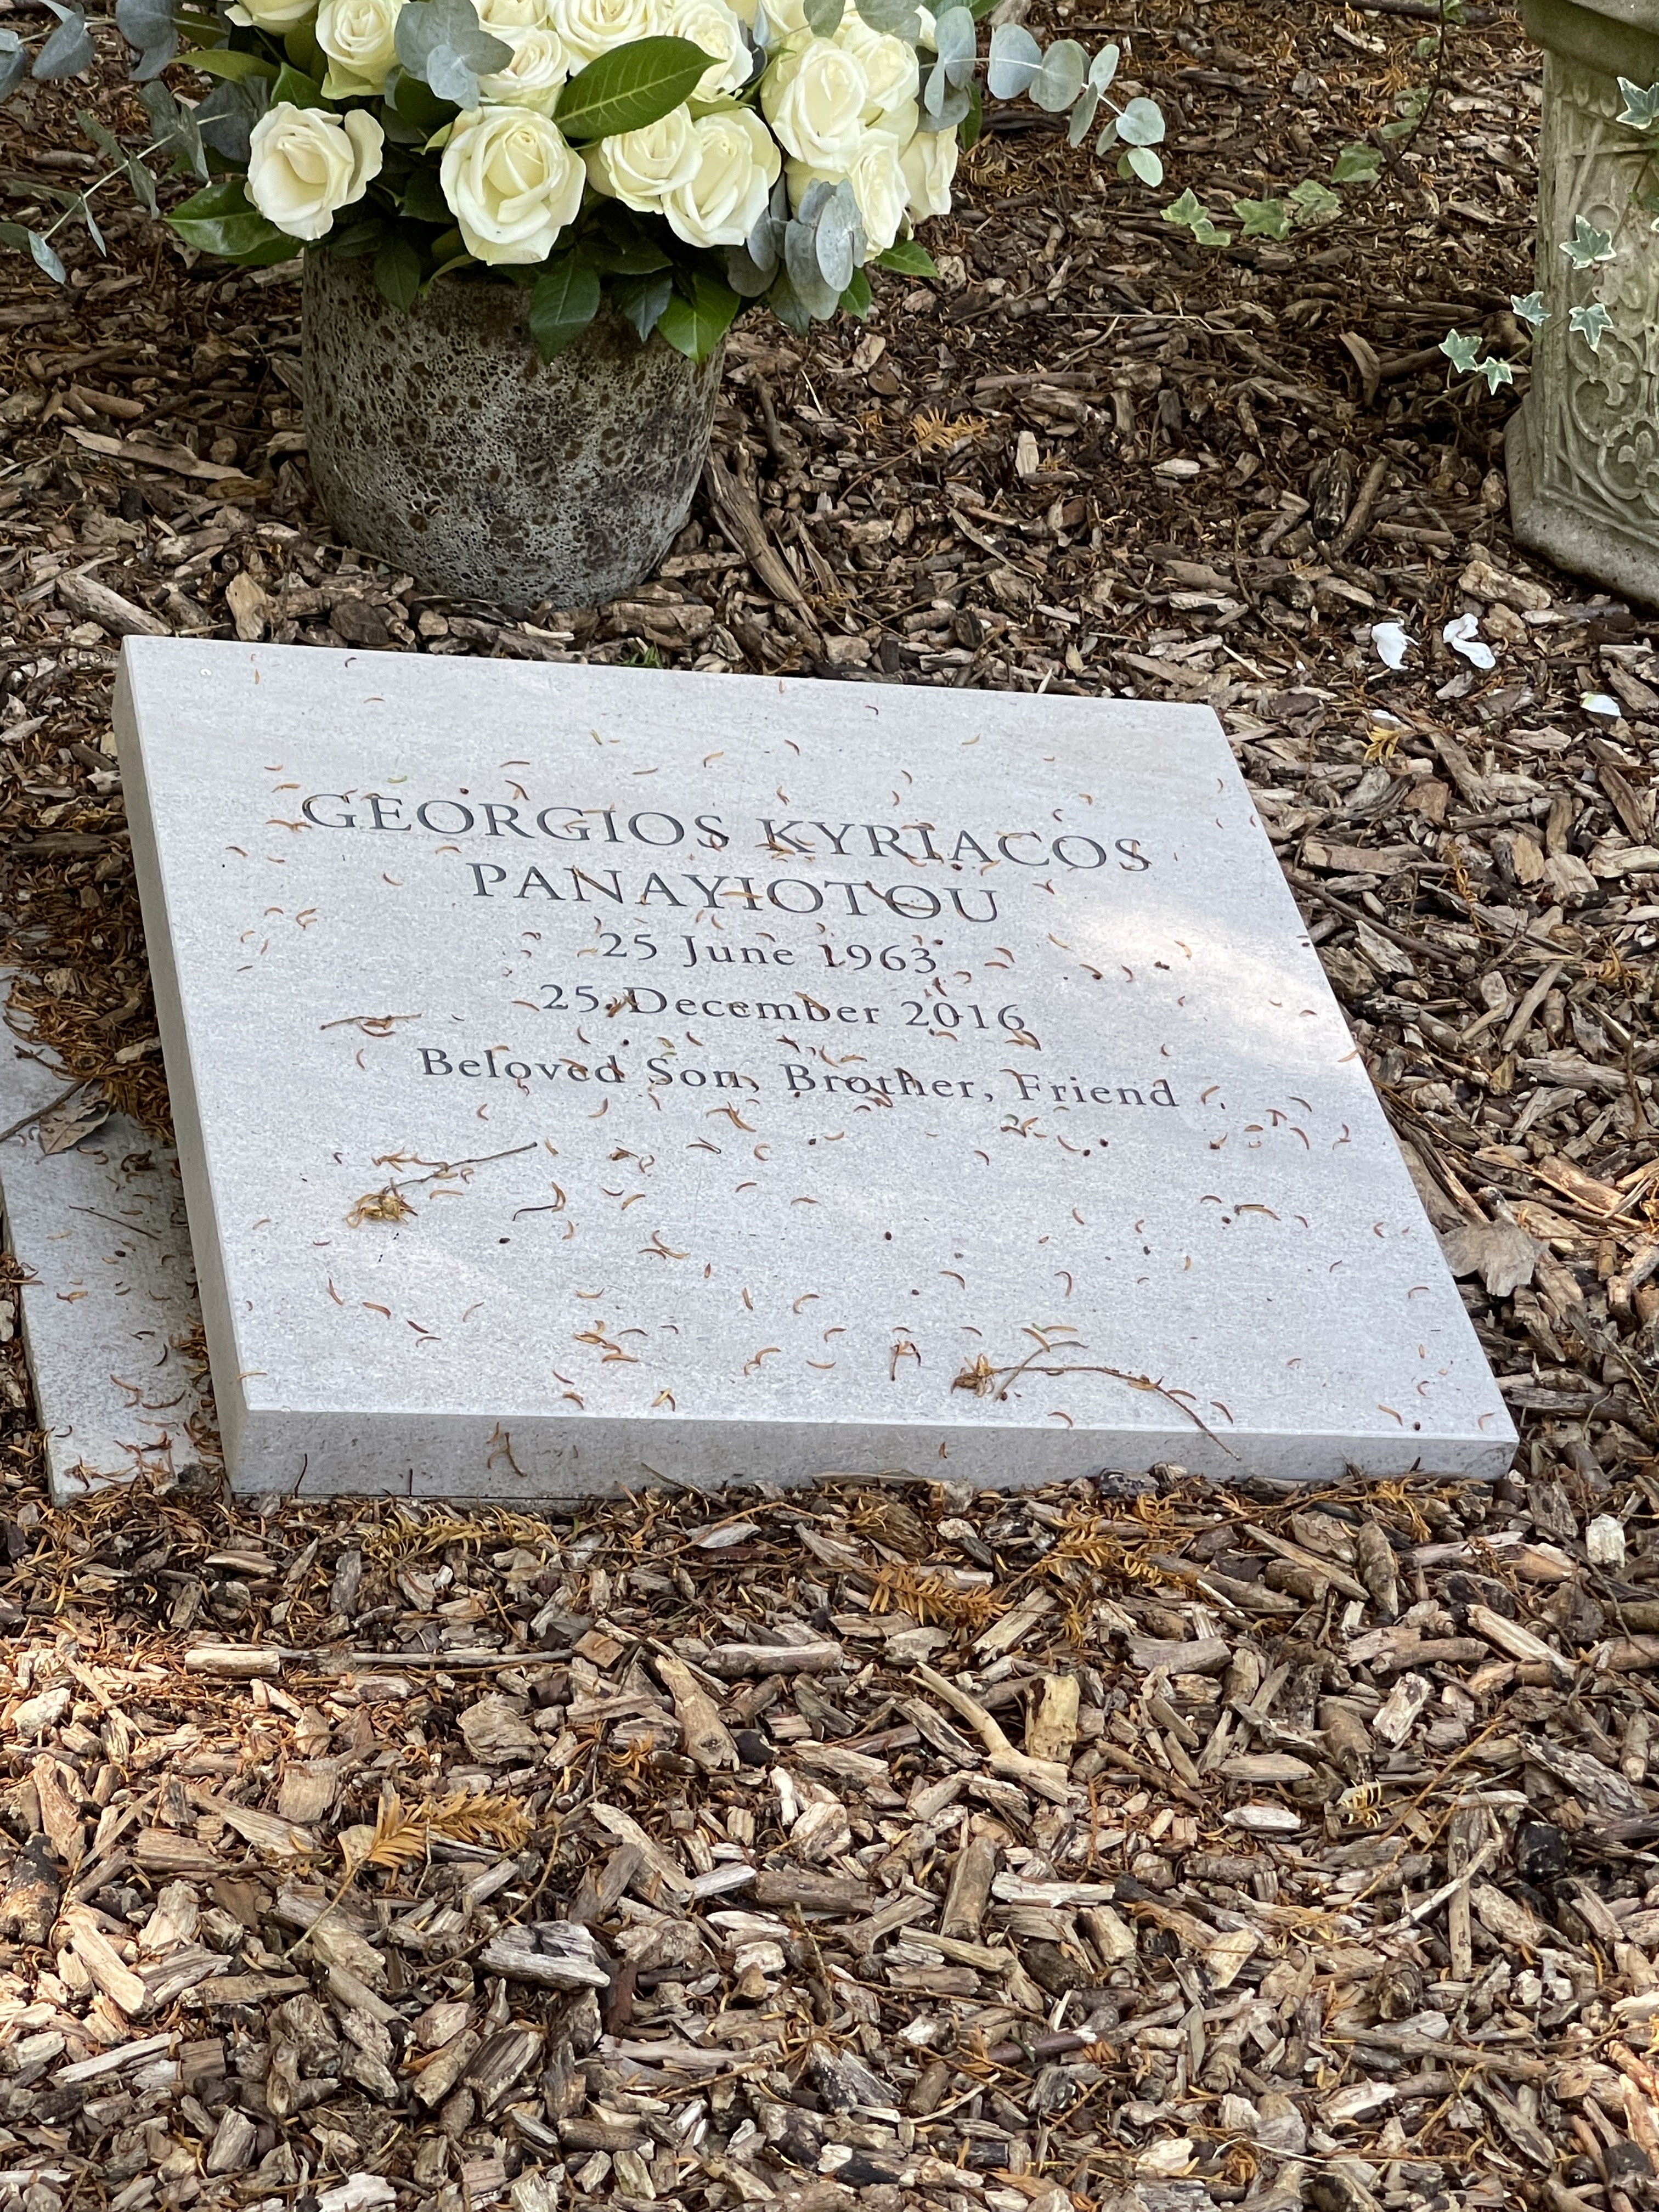 GEORGIOS KYRIACOS
PANAYIOTOU
25 June 1963
25 December 2016
Beloved Son, Brother, Friend